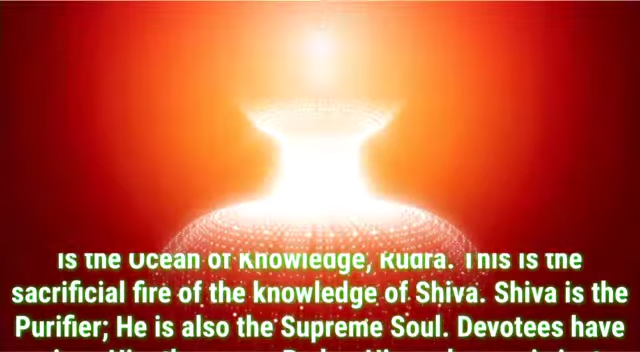 is the Ocean of Knowledge, Rudra. This is the
sacrificial fire of the knowledge of Shiva. Shiva is the
Purifier; He is also the Supreme Soul. Devotees have